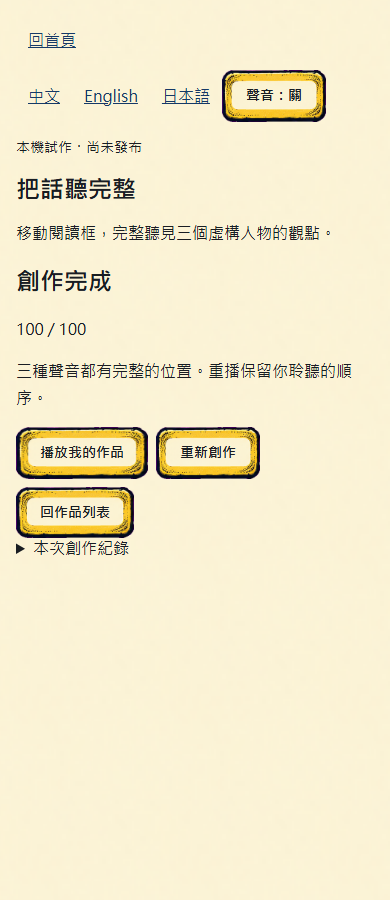 回首頁
中文 English 日本語 聲音：關
本機試作・尚未發布
把話聽完整
移動閱讀框，完整聽見三個虛構人物的觀點。
創作完成
100 / 100
三種聲音都有完整的位置。重播保留你聆聽的順
序。
播放我的作品 重新創作
回作品列表
▶ 本次創作紀錄